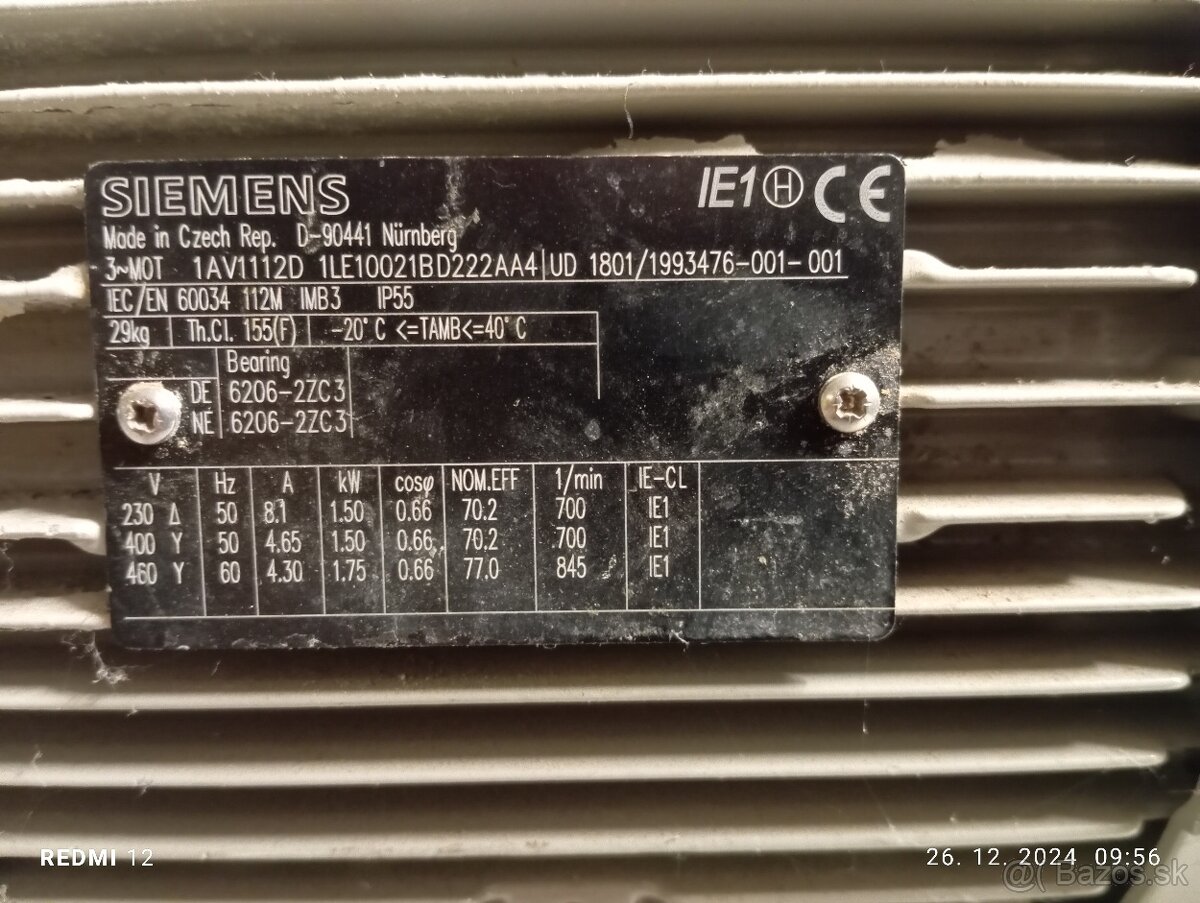 SIEMENS IE1 H CE
Made in Czech Rep. D-90441 Nürnberg
3~MOT 1AV1112D 1LE10021BD222AA4 UD 1801/1993476-001-001
IEC/EN 60034 112M IMB3 IP55
29kg Th.Cl. 155(F) -20°C <=TAMB<=40°C
Bearing
DE 6206-2ZC3
NE 6206-2ZC3
V Hz A kW cosφ NOM.EFF 1/min IE-CL
230 Δ 50 8.1 1.50 0.66 70.2 700 IE1
400 Y 50 4.65 1.50 0.66 70.2 700 IE1
460 Y 60 4.30 1.75 0.66 77.0 845 IE1
REDMI 12
26. 12. 2024 09:56
Bazos.sk